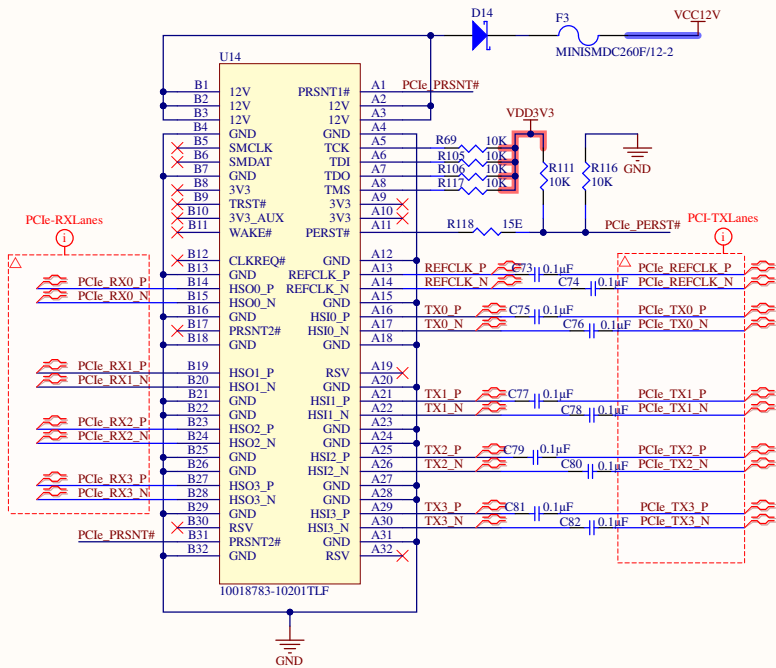 D14
F3
VCC12V
MINISMDC260F/12-2
U14
B1 12V PRSNT1# A1 PCIe_PRSNT#
B2 12V 12V A2
B3 12V 12V A3
B4 GND GND A4
VDD3V3
B5 SMCLK TCK A5 R69 10K
B6 SMDAT TDI A6 R105 10K
B7 GND TDO A7 R106 10K
B8 3V3 TMS A8 R117 10K
R111 10K
R116 10K
GND
B9 TRST# 3V3 A9
B10 3V3_AUX 3V3 A10
B11 WAKE# PERST# A11 R118 15E PCIe_PERST#
PCIe-RXLanes
i
PCI-TXLanes
i
B12 CLKREQ# GND A12
B13 GND REFCLK_P A13 REFCLK_P C73 0.1µF PCIe_REFCLK_P
PCIe_RX0_P B14 HSO0_P REFCLK_N A14 REFCLK_N C74 0.1µF PCIe_REFCLK_N
PCIe_RX0_N B15 HSO0_N GND A15
B16 GND HSI0_P A16 TX0_P C75 0.1µF PCIe_TX0_P
B17 PRSNT2# HSI0_N A17 TX0_N C76 0.1µF PCIe_TX0_N
B18 GND GND A18
PCIe_RX1_P B19 HSO1_P RSV A19
PCIe_RX1_N B20 HSO1_N GND A20
B21 GND HSI1_P A21 TX1_P C77 0.1µF PCIe_TX1_P
B22 GND HSI1_N A22 TX1_N C78 0.1µF PCIe_TX1_N
PCIe_RX2_P B23 HSO2_P GND A23
PCIe_RX2_N B24 HSO2_N GND A24
B25 GND HSI2_P A25 TX2_P C79 0.1µF PCIe_TX2_P
B26 GND HSI2_N A26 TX2_N C80 0.1µF PCIe_TX2_N
PCIe_RX3_P B27 HSO3_P GND A27
PCIe_RX3_N B28 HSO3_N GND A28
B29 GND HSI3_P A29 TX3_P C81 0.1µF PCIe_TX3_P
B30 RSV HSI3_N A30 TX3_N C82 0.1µF PCIe_TX3_N
PCIe_PRSNT# B31 PRSNT2# GND A31
B32 GND RSV A32
10018783-10201TLF
GND